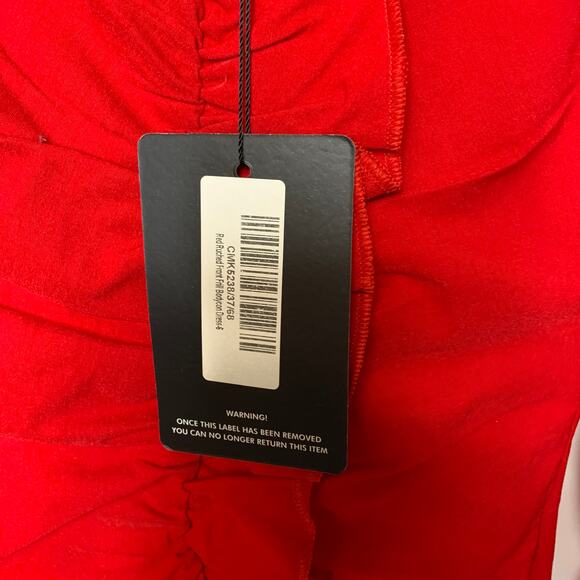 CMK5238/37/68
Red Ruched Front Frill Bodycon Dress-6
WARNING!
ONCE THIS LABEL HAS BEEN REMOVED
YOU CAN NO LONGER RETURN THIS ITEM